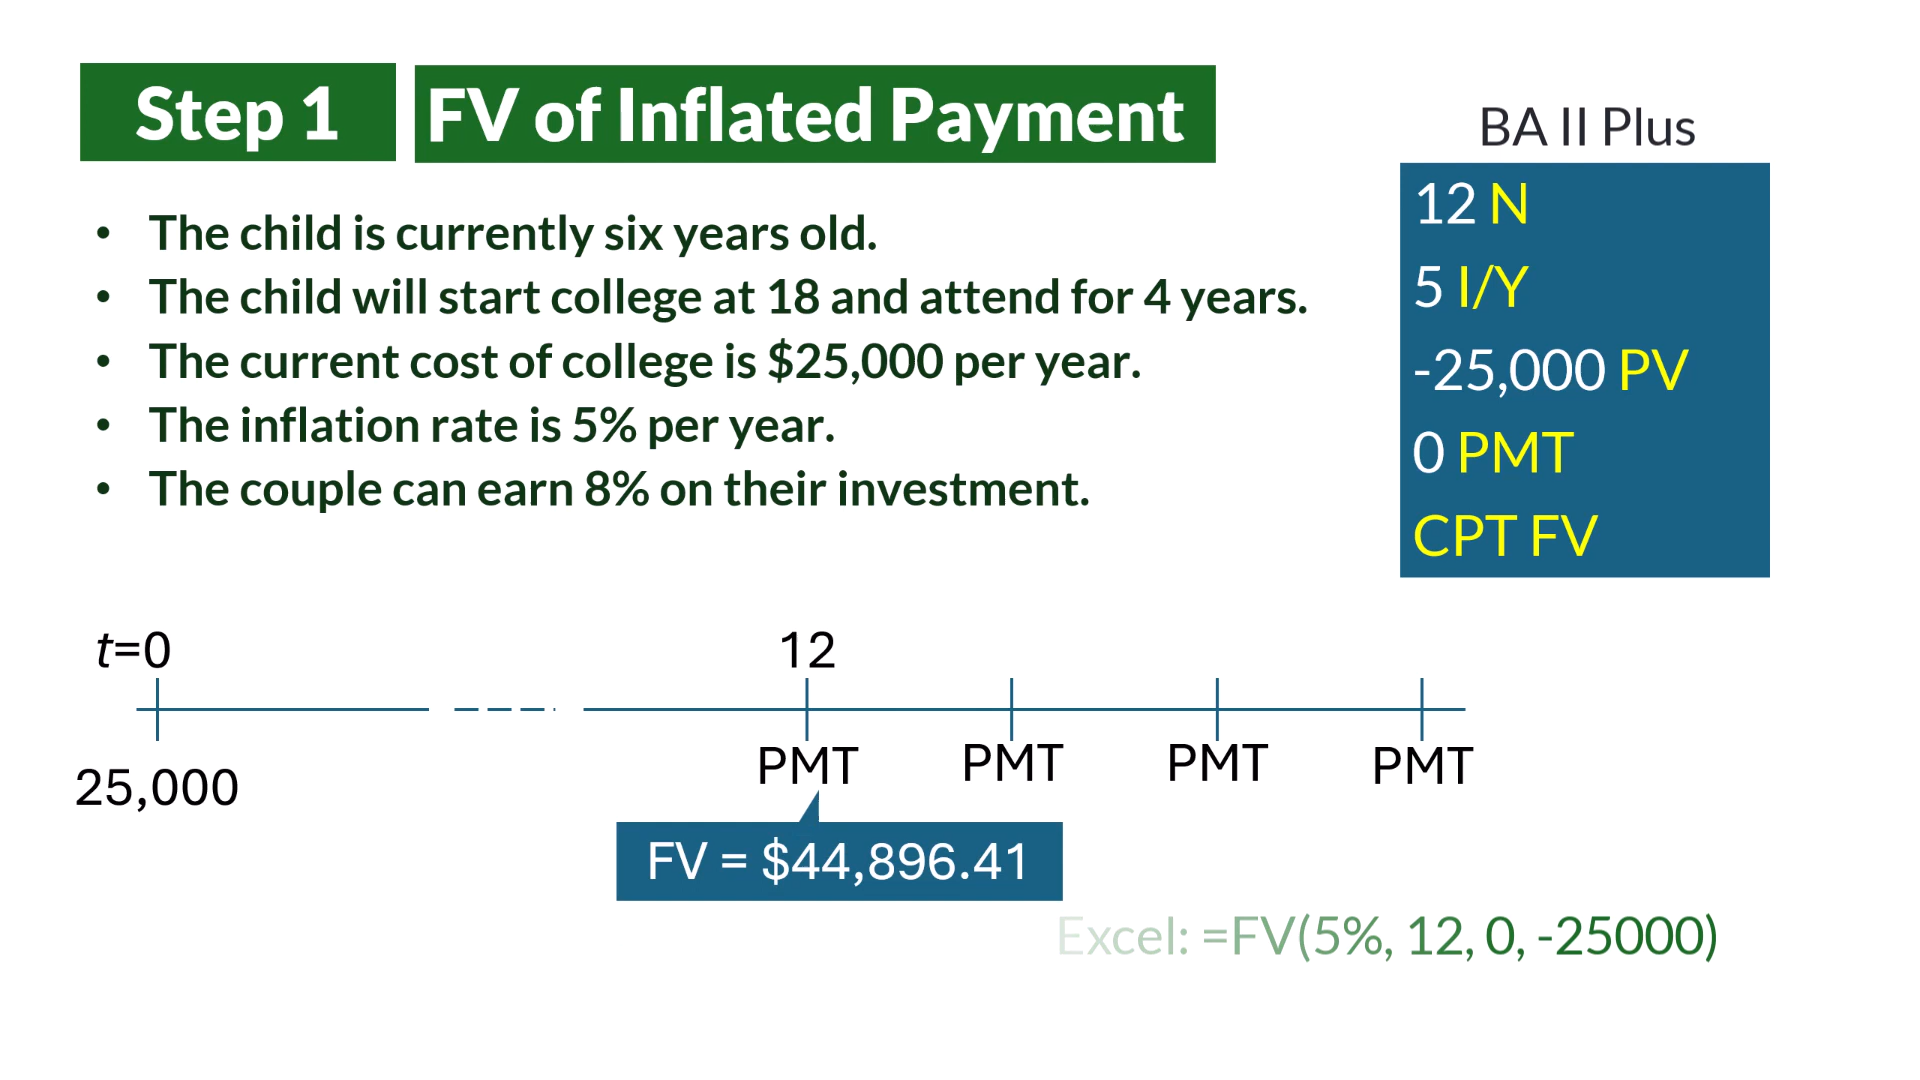 Step 1
FV of Inflated Payment
• The child is currently six years old.
• The child will start college at 18 and attend for 4 years.
• The current cost of college is $25,000 per year.
• The inflation rate is 5% per year.
• The couple can earn 8% on their investment.
BA II Plus
12 N
5 I/Y
-25,000 PV
0 PMT
CPT FV
t=0
12
25,000
PMT
PMT
PMT
PMT
FV = $44,896.41
Excel: =FV(5%, 12, 0, -25000)